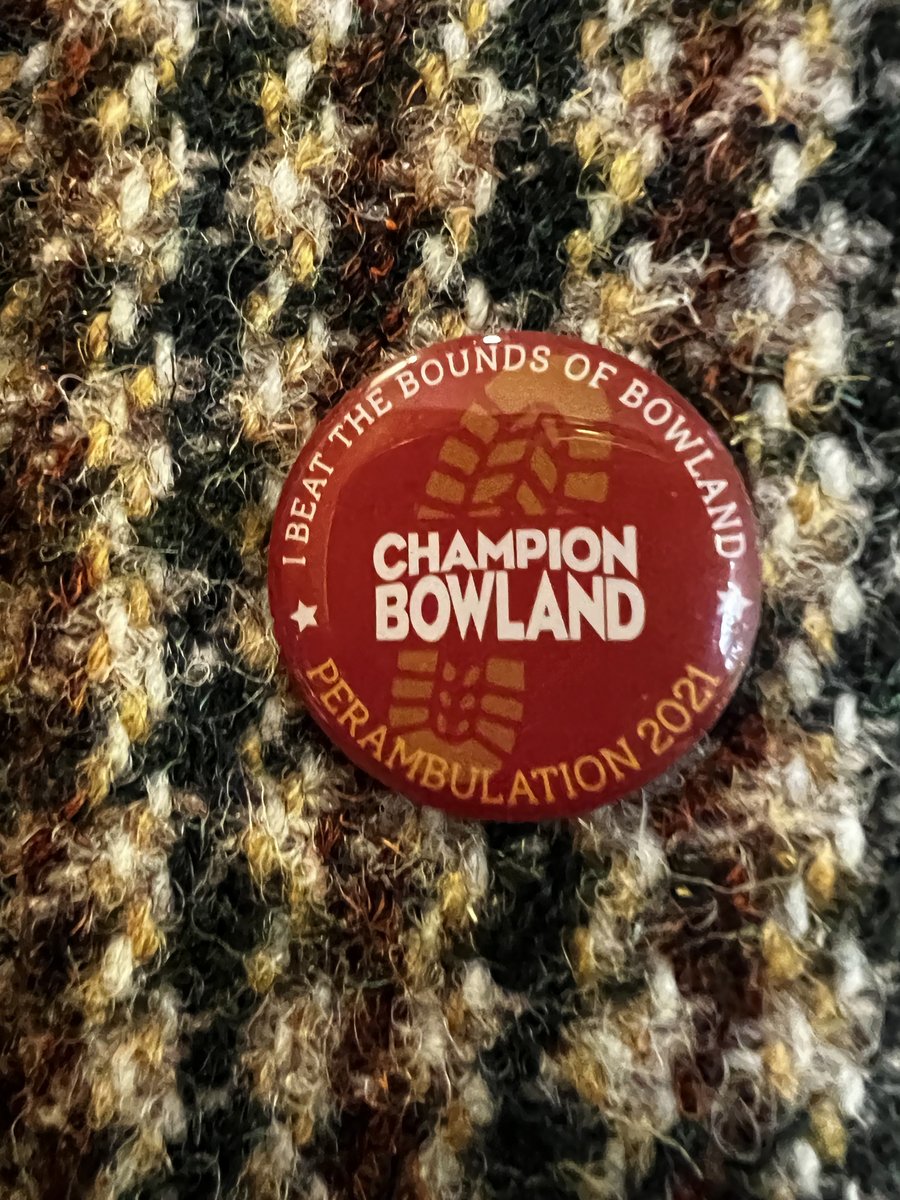 I BEAT THE BOUNDS OF BOWLAND
CHAMPION
BOWLAND
PERAMBULATION 2021